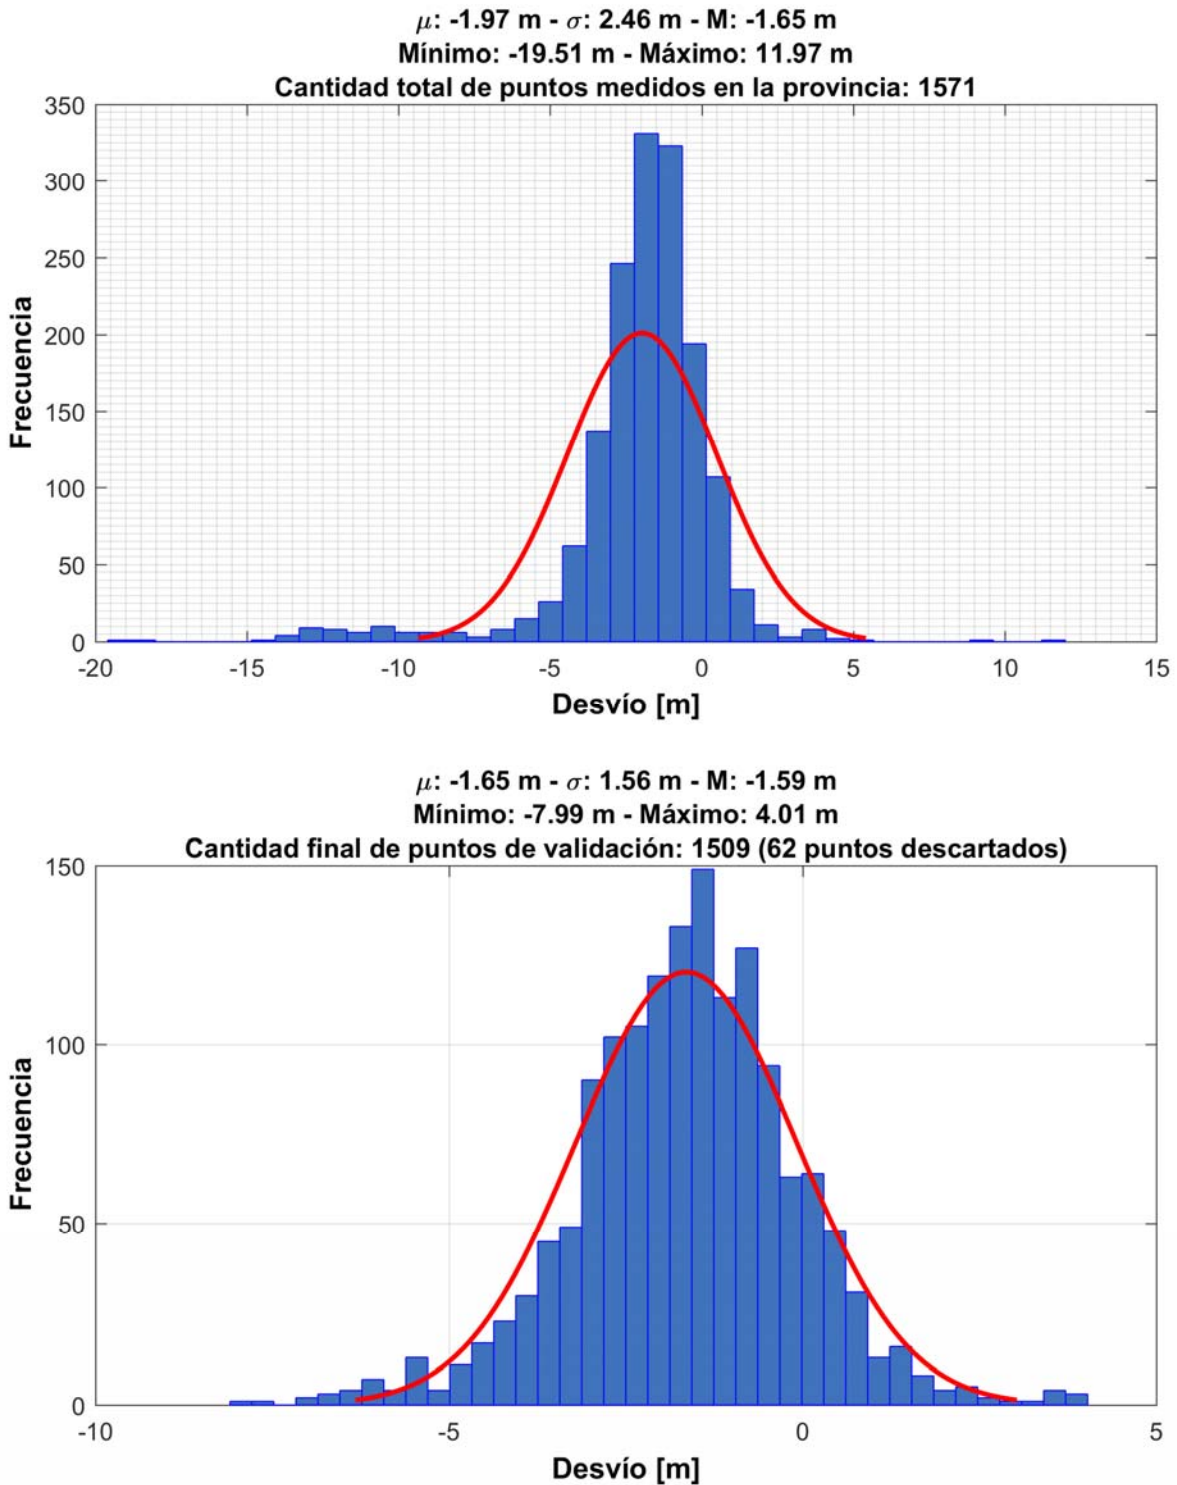 μ: -1.97 m - σ: 2.46 m - M: -1.65 m
Mínimo: -19.51 m - Máximo: 11.97 m
Cantidad total de puntos medidos en la provincia: 1571
350
300
250
200
150
100
50
0
Frecuencia
-20 -15 -10 -5 0 5 10 15
Desvío [m]
μ: -1.65 m - σ: 1.56 m - M: -1.59 m
Mínimo: -7.99 m - Máximo: 4.01 m
Cantidad final de puntos de validación: 1509 (62 puntos descartados)
150
100
50
0
Frecuencia
-10 -5 0 5
Desvío [m]